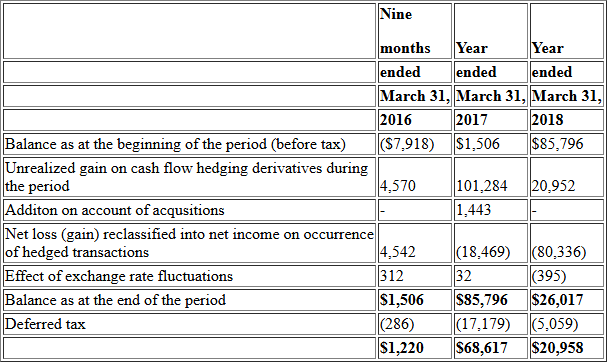 Nine
months Year Year
ended ended ended
March 31, March 31, March 31,
2016 2017 2018
Balance as at the beginning of the period (before tax) ($7,918) $1,506 $85,796
Unrealized gain on cash flow hedging derivatives during
the period 4,570 101,284 20,952
Additon on account of acqusitions - 1,443 -
Net loss (gain) reclassified into net income on occurrence
of hedged transactions 4,542 (18,469) (80,336)
Effect of exchange rate fluctuations 312 32 (395)
Balance as at the end of the period $1,506 $85,796 $26,017
Deferred tax (286) (17,179) (5,059)
$1,220 $68,617 $20,958